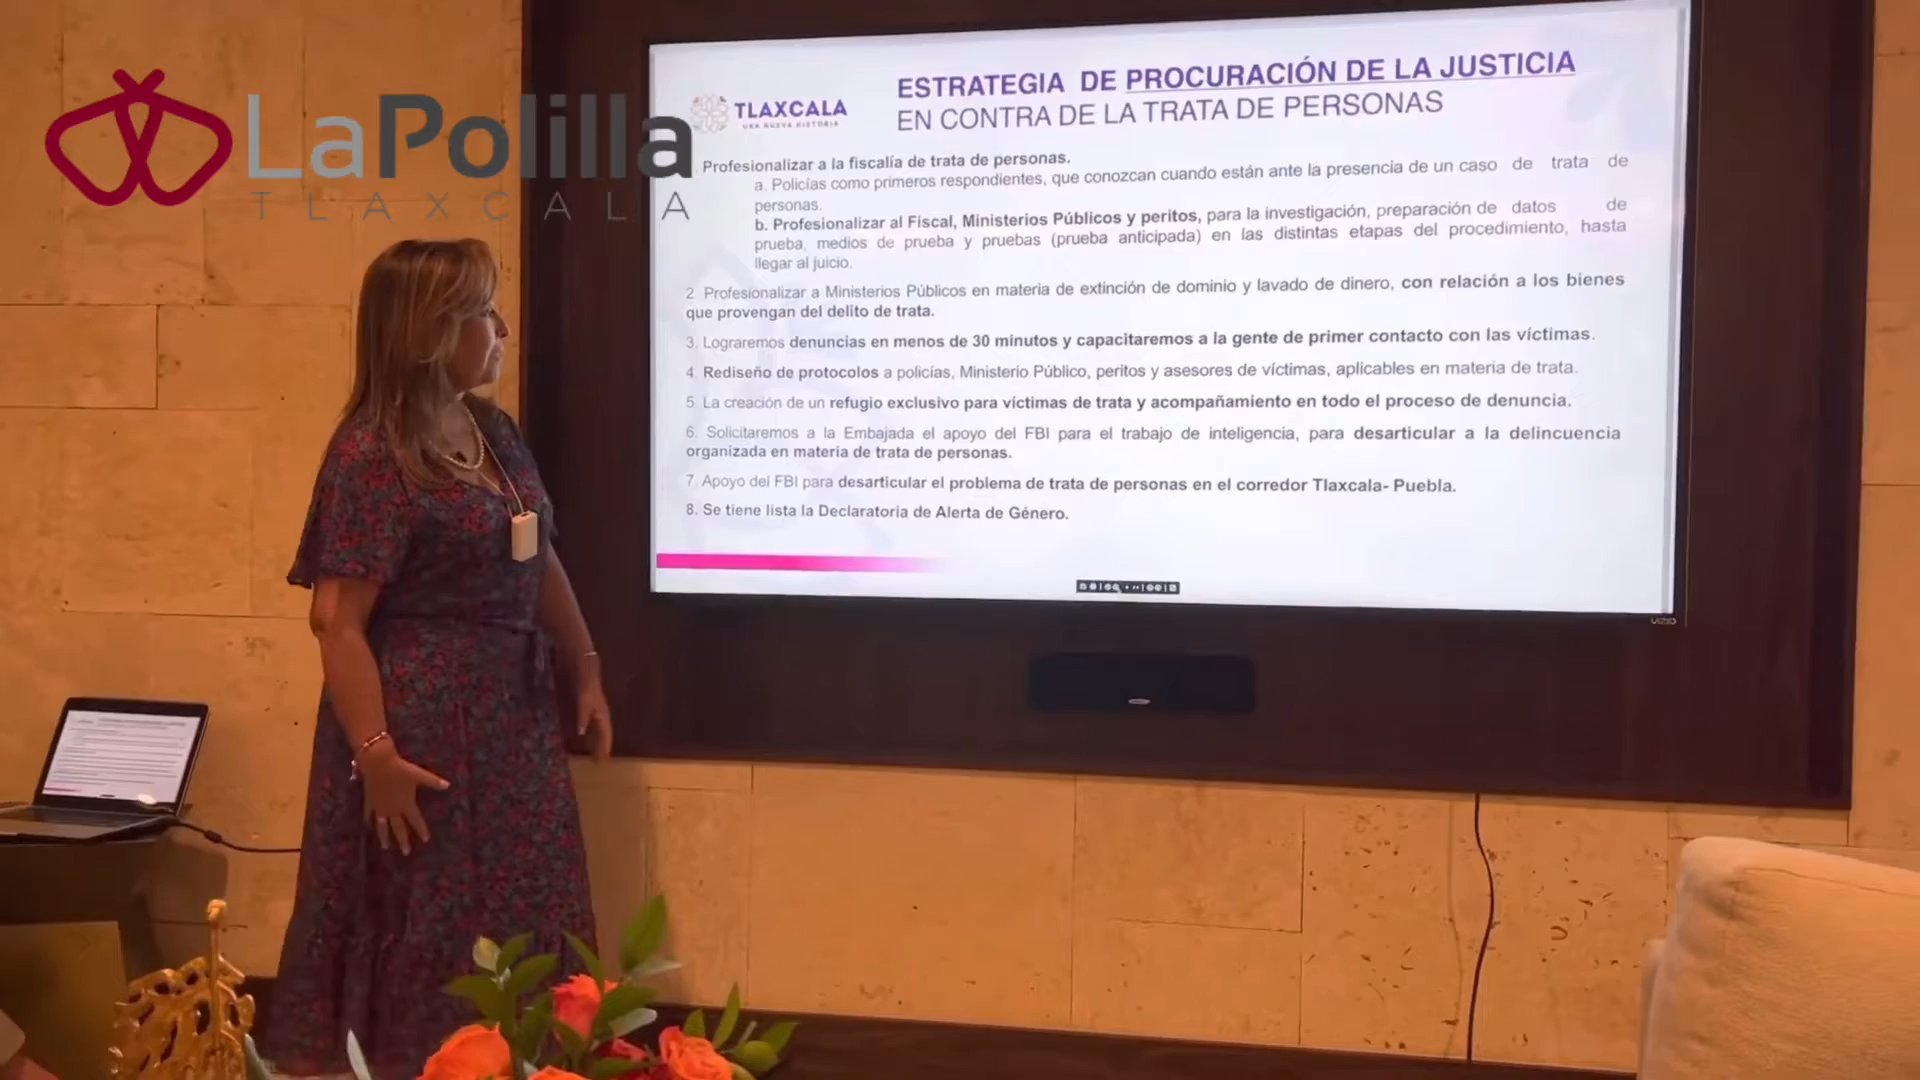 LaPolilla
TLAXCALA
TLAXCALA
UNA NUEVA HISTORIA
ESTRATEGIA DE PROCURACIÓN DE LA JUSTICIA
EN CONTRA DE LA TRATA DE PERSONAS
Profesionalizar a la fiscalía de trata de personas.
a. Policías como primeros respondientes, que conozcan cuando están ante la presencia de un caso de trata de
personas.
b. Profesionalizar al Fiscal, Ministerios Públicos y peritos, para la investigación, preparación de datos de
prueba, medios de prueba y pruebas (prueba anticipada) en las distintas etapas del procedimiento, hasta
llegar al juicio.
2. Profesionalizar a Ministerios Públicos en materia de extinción de dominio y lavado de dinero, con relación a los bienes
que provengan del delito de trata.
3. Lograremos denuncias en menos de 30 minutos y capacitaremos a la gente de primer contacto con las víctimas.
4. Rediseño de protocolos a policías, Ministerio Público, peritos y asesores de víctimas, aplicables en materia de trata.
5. La creación de un refugio exclusivo para víctimas de trata y acompañamiento en todo el proceso de denuncia.
6. Solicitaremos a la Embajada el apoyo del FBI para el trabajo de inteligencia, para desarticular a la delincuencia
organizada en materia de trata de personas.
7. Apoyo del FBI para desarticular el problema de trata de personas en el corredor Tlaxcala- Puebla.
8. Se tiene lista la Declaratoria de Alerta de Género.
VIZIO